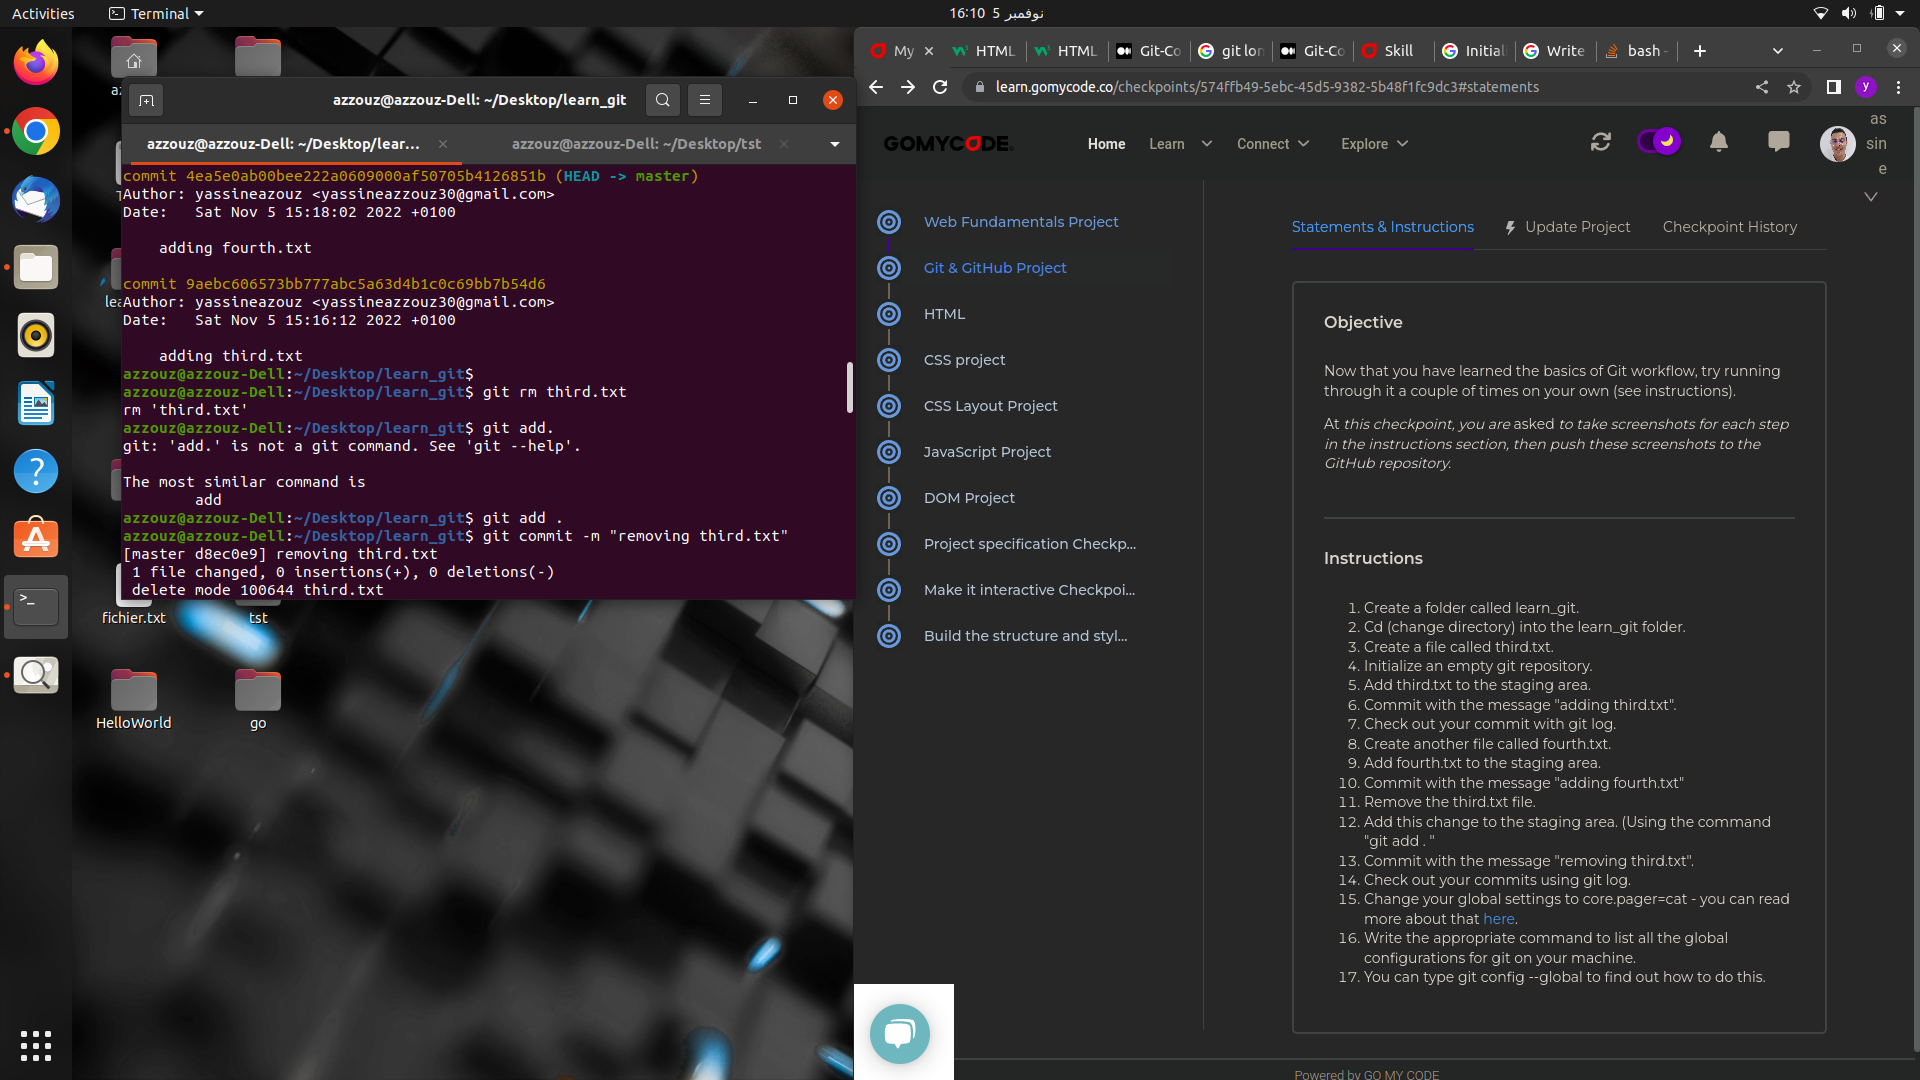 Activities
Terminal
16:10 5 نوفمبر
azzouz@azzouz-Dell: ~/Desktop/learn_git
azzouz@azzouz-Dell: ~/Desktop/lear...
azzouz@azzouz-Dell: ~/Desktop/tst
commit 4ea5e0ab00bee222a0609000af50705b4126851b (HEAD -> master)
Author: yassineazouz <yassineazzouz30@gmail.com>
Date:   Sat Nov 5 15:18:02 2022 +0100
adding fourth.txt
commit 9aebc606573bb777abc5a63d4b1c0c69bb7b54d6
Author: yassineazouz <yassineazzouz30@gmail.com>
Date:   Sat Nov 5 15:16:12 2022 +0100
adding third.txt
azzouz@azzouz-Dell:~/Desktop/learn_git$
azzouz@azzouz-Dell:~/Desktop/learn_git$ git rm third.txt
rm 'third.txt'
azzouz@azzouz-Dell:~/Desktop/learn_git$ git add.
git: 'add.' is not a git command. See 'git --help'.
The most similar command is
add
azzouz@azzouz-Dell:~/Desktop/learn_git$ git add .
azzouz@azzouz-Dell:~/Desktop/learn_git$ git commit -m "removing third.txt"
[master d8ec0e9] removing third.txt
1 file changed, 0 insertions(+), 0 deletions(-)
delete mode 100644 third.txt
fichier.txt
tst
HelloWorld
go
My
HTML
HTML
Git-Co
git lon
Git-Co
Skill
Initial
Write
bash -
learn.gomycode.co/checkpoints/574ffb49-5ebc-45d5-9382-5b48f1fc9dc3#statements
GOMYCODE
Home
Learn
Connect
Explore
as
sin
e
Web Fundamentals Project
Git & GitHub Project
HTML
CSS project
CSS Layout Project
JavaScript Project
DOM Project
Project specification Checkp...
Make it interactive Checkpoi...
Build the structure and styl...
Statements & Instructions
Update Project
Checkpoint History
Objective
Now that you have learned the basics of Git workflow, try running
through it a couple of times on your own (see instructions).
At this checkpoint, you are asked to take screenshots for each step
in the instructions section, then push these screenshots to the
GitHub repository.
Instructions
1. Create a folder called learn_git.
2. Cd (change directory) into the learn_git folder.
3. Create a file called third.txt.
4. Initialize an empty git repository.
5. Add third.txt to the staging area.
6. Commit with the message "adding third.txt".
7. Check out your commit with git log.
8. Create another file called fourth.txt.
9. Add fourth.txt to the staging area.
10. Commit with the message "adding fourth.txt"
11. Remove the third.txt file.
12. Add this change to the staging area. (Using the command
"git add . "
13. Commit with the message "removing third.txt".
14. Check out your commits using git log.
15. Change your global settings to core.pager=cat - you can read
more about that here.
16. Write the appropriate command to list all the global
configurations for git on your machine.
17. You can type git config --global to find out how to do this.
Powered by GO MY CODE